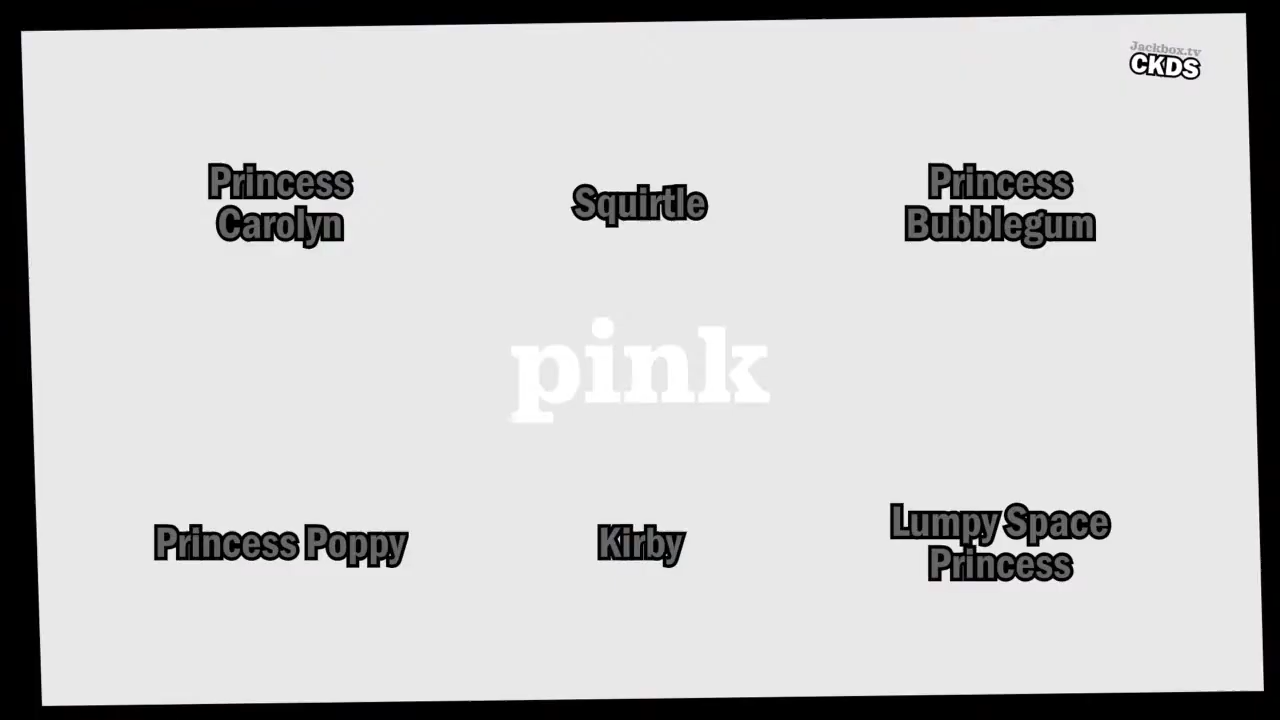 Jackbox.tv
CKDS
Princess
Carolyn
Squirtle
Princess
Bubblegum
pink
Princess Poppy
Kirby
Lumpy Space
Princess